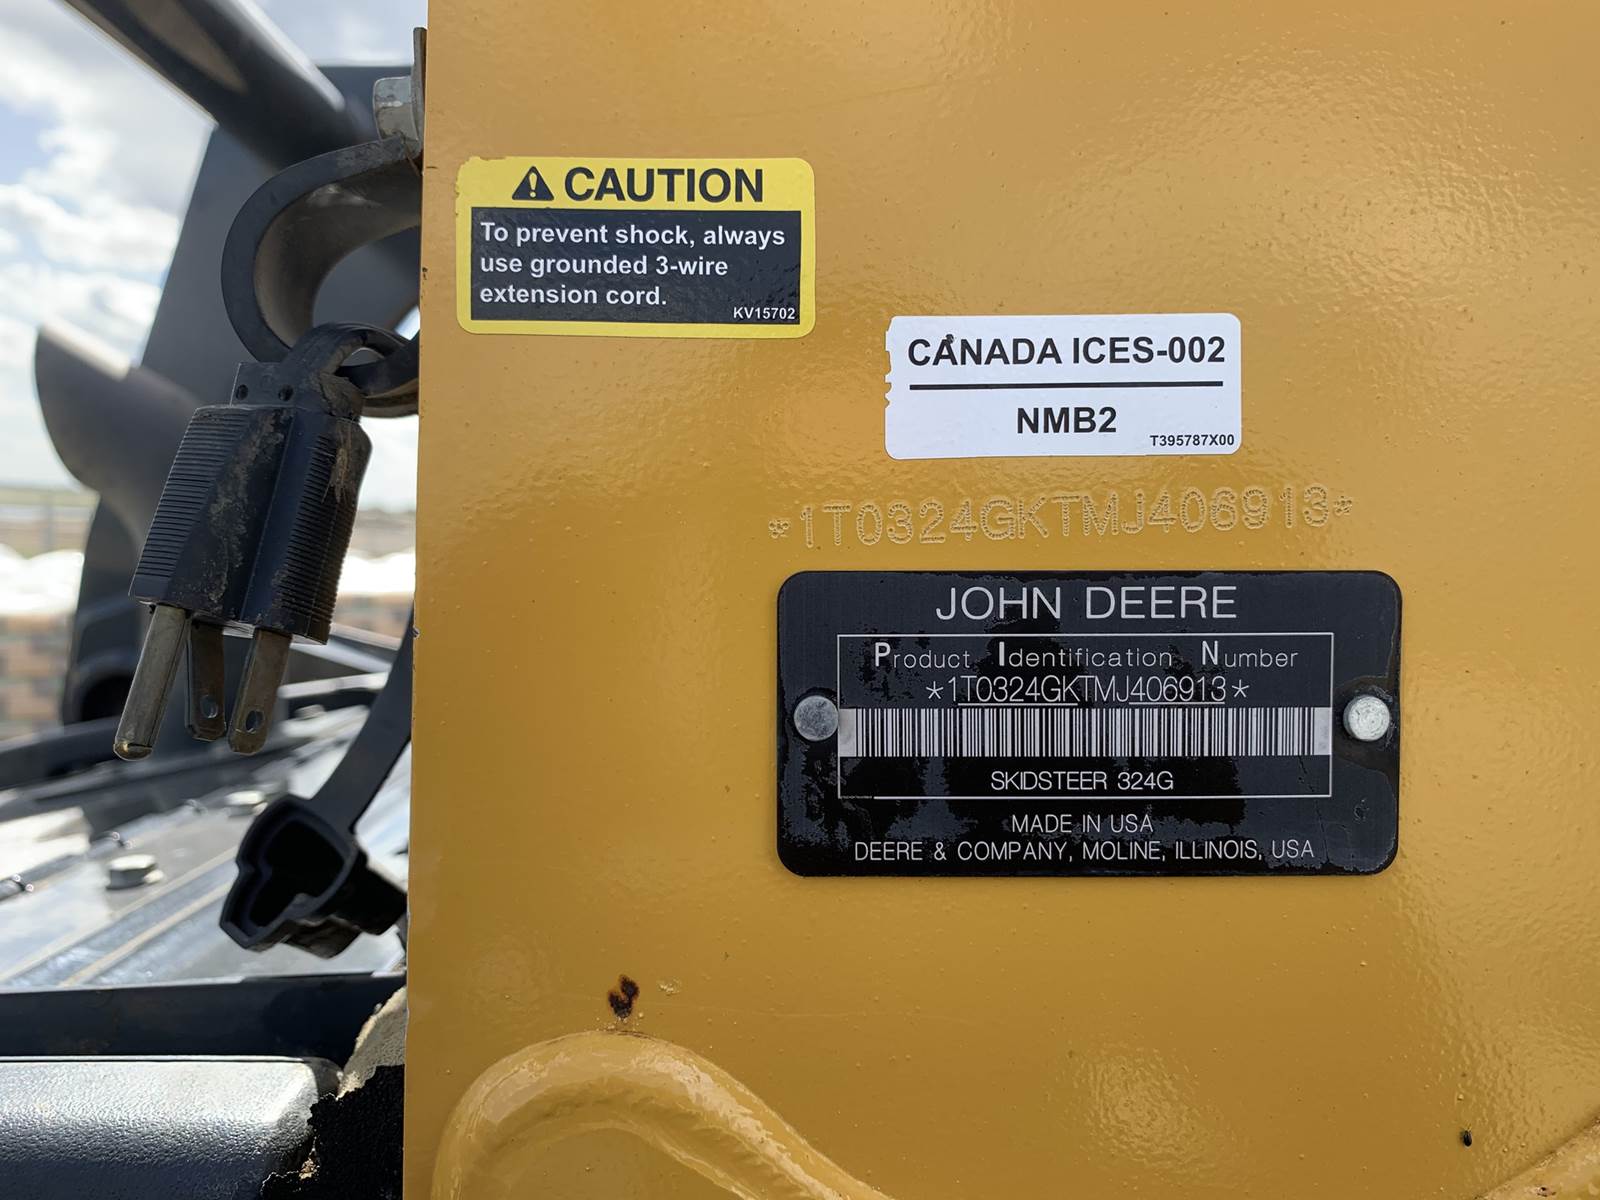 ⚠ CAUTION
To prevent shock, always
use grounded 3-wire
extension cord.
KV15702
CANADA ICES-002
NMB2
T395787X00
*1T0324GKTMJ406913*
JOHN DEERE
Product Identification Number
*1T0324GKTMJ406913*
SKIDSTEER 324G
MADE IN USA
DEERE & COMPANY, MOLINE, ILLINOIS, USA